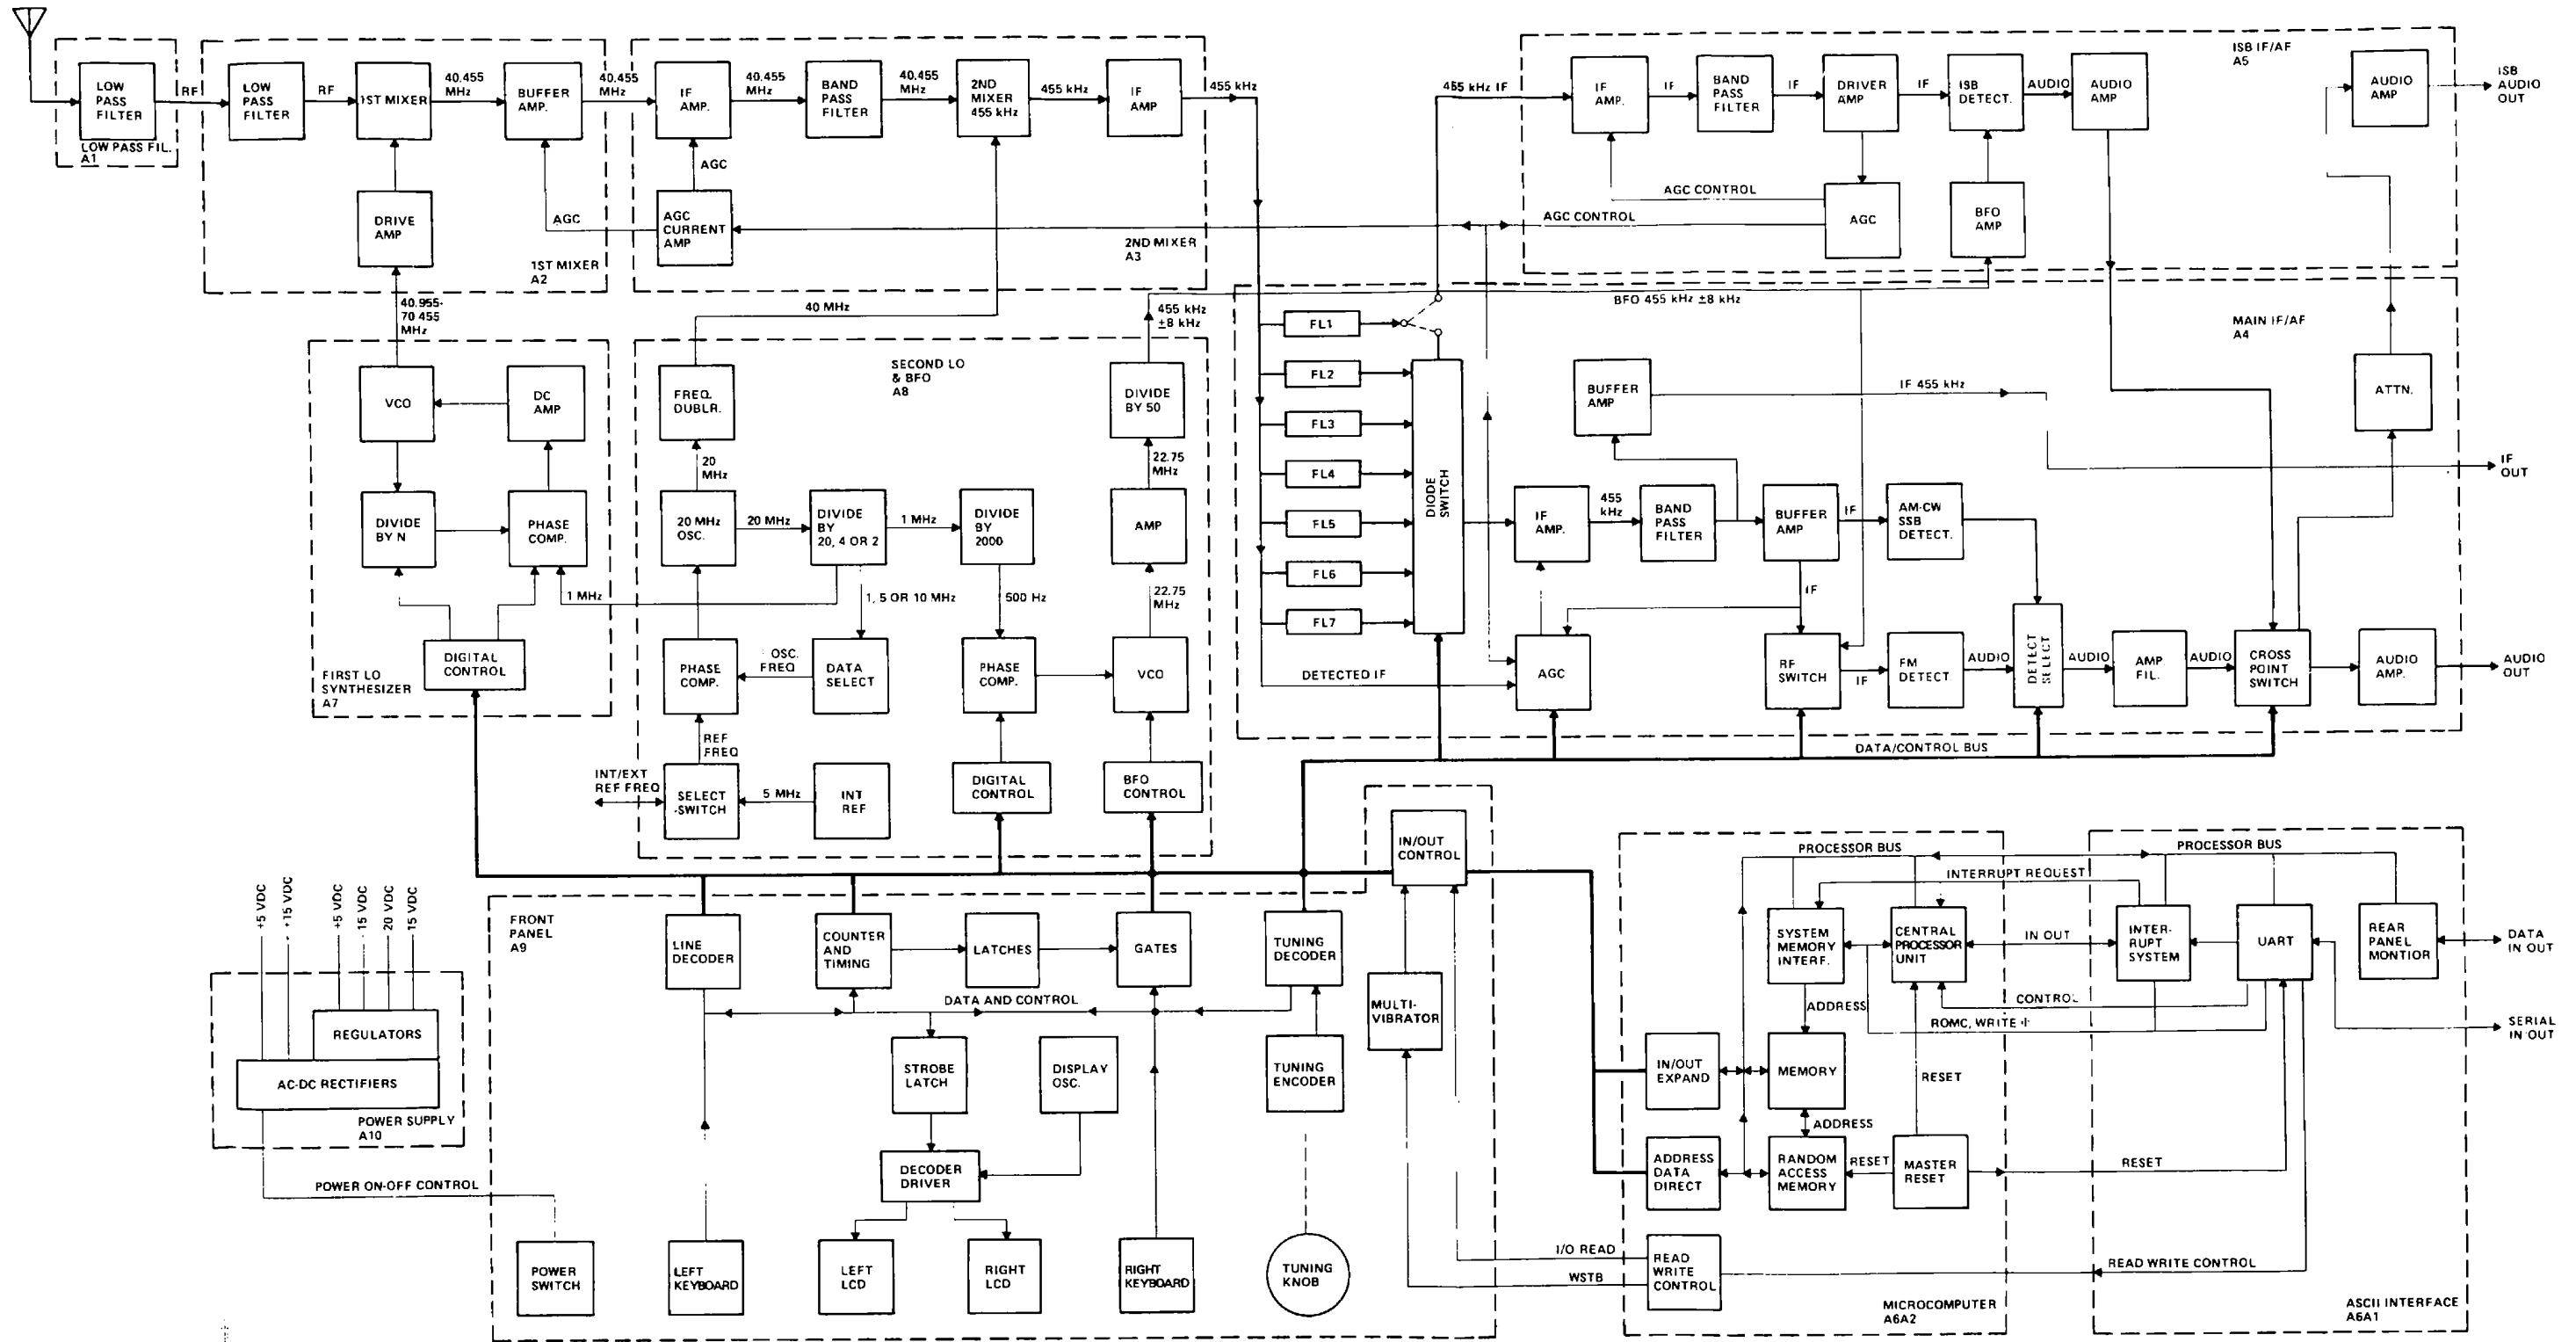 LOW
PASS
FILTER
LOW PASS FIL.
A1
RF
LOW
PASS
FILTER
RF
1ST MIXER
40.455
MHz
BUFFER
AMP.
40.455
MHz
DRIVE
AMP
AGC
1ST MIXER
A2
IF
AMP.
40.455
MHz
BAND
PASS
FILTER
40.455
MHz
2ND
MIXER
455 kHz
455 kHz
IF
AMP
455 kHz
AGC
AGC
CURRENT
AMP
2ND MIXER
A3
455 kHz IF
IF
AMP.
IF
BAND
PASS
FILTER
IF
DRIVER
AMP
IF
ISB
DETECT.
AUDIO
AUDIO
AMP
ISB IF/AF
A5
AUDIO
AMP
ISB
AUDIO
OUT
AGC CONTROL
AGC CONTROL
AGC
BFO
AMP
40.955-
70 455
MHz
40 MHz
455 kHz
±8 kHz
BFO 455 kHz ±8 kHz
MAIN IF/AF
A4
VCO
DC
AMP
DIVIDE
BY N
PHASE
COMP.
1 MHz
DIGITAL
CONTROL
FIRST LO
SYNTHESIZER
A7
SECOND LO
& BFO
A8
FREQ.
DUBLR.
DIVIDE
BY 50
20
MHz
22.75
MHz
20 MHz
OSC.
20 MHz
DIVIDE
BY
20, 4 OR 2
1 MHz
DIVIDE
BY
2000
AMP
1, 5 OR 10 MHz
500 Hz
22.75
MHz
PHASE
COMP.
OSC.
FREQ
DATA
SELECT
PHASE
COMP.
VCO
REF
FREQ
INT/EXT
REF FREQ
SELECT
SWITCH
5 MHz
INT
REF
DIGITAL
CONTROL
BFO
CONTROL
FL1
FL2
FL3
FL4
FL5
FL6
FL7
DIODE
SWITCH
BUFFER
AMP
IF 455 kHz
ATTN.
IF
OUT
IF
AMP.
455
kHz
BAND
PASS
FILTER
BUFFER
AMP
IF
AM-CW
SSB
DETECT.
IF
DETECTED IF
AGC
RF
SWITCH
IF
FM
DETECT
AUDIO
DETECT
SELECT
AUDIO
AMP.
FIL.
AUDIO
CROSS
POINT
SWITCH
AUDIO
AMP.
AUDIO
OUT
DATA/CONTROL BUS
+5 VDC
+15 VDC
+5 VDC
15 VDC
20 VDC
15 VDC
REGULATORS
AC-DC RECTIFIERS
POWER SUPPLY
A10
POWER ON-OFF CONTROL
FRONT
PANEL
A9
LINE
DECODER
COUNTER
AND
TIMING
LATCHES
GATES
TUNING
DECODER
IN/OUT
CONTROL
DATA AND CONTROL
MULTI-
VIBRATOR
STROBE
LATCH
DISPLAY
OSC.
TUNING
ENCODER
DECODER
DRIVER
POWER
SWITCH
LEFT
KEYBOARD
LEFT
LCD
RIGHT
LCD
RIGHT
KEYBOARD
TUNING
KNOB
I/O READ
WSTB
PROCESSOR BUS
PROCESSOR BUS
INTERRUPT REQUEST
SYSTEM
MEMORY
INTERF.
CENTRAL
PROCESSOR
UNIT
IN OUT
INTER-
RUPT
SYSTEM
UART
REAR
PANEL
MONTIOR
DATA
IN OUT
ADDRESS
CONTROL
ROMC, WRITE
SERIAL
IN OUT
IN/OUT
EXPAND
MEMORY
RESET
ADDRESS
ADDRESS
DATA
DIRECT
RANDOM
ACCESS
MEMORY
RESET
MASTER
RESET
RESET
READ
WRITE
CONTROL
READ WRITE CONTROL
MICROCOMPUTER
A6A2
ASCII INTERFACE
A6A1